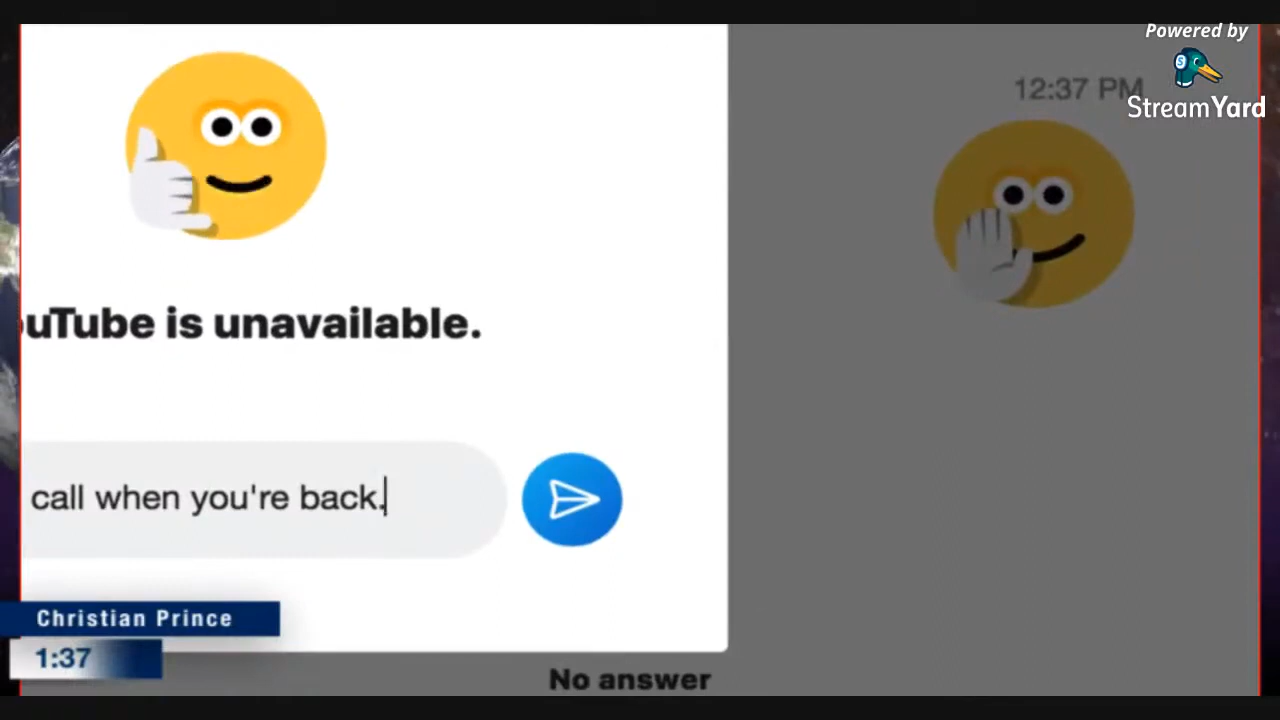 Powered by
StreamYard
12:37 PM
ouTube is unavailable.
call when you're back.
Christian Prince
1:37
No answer